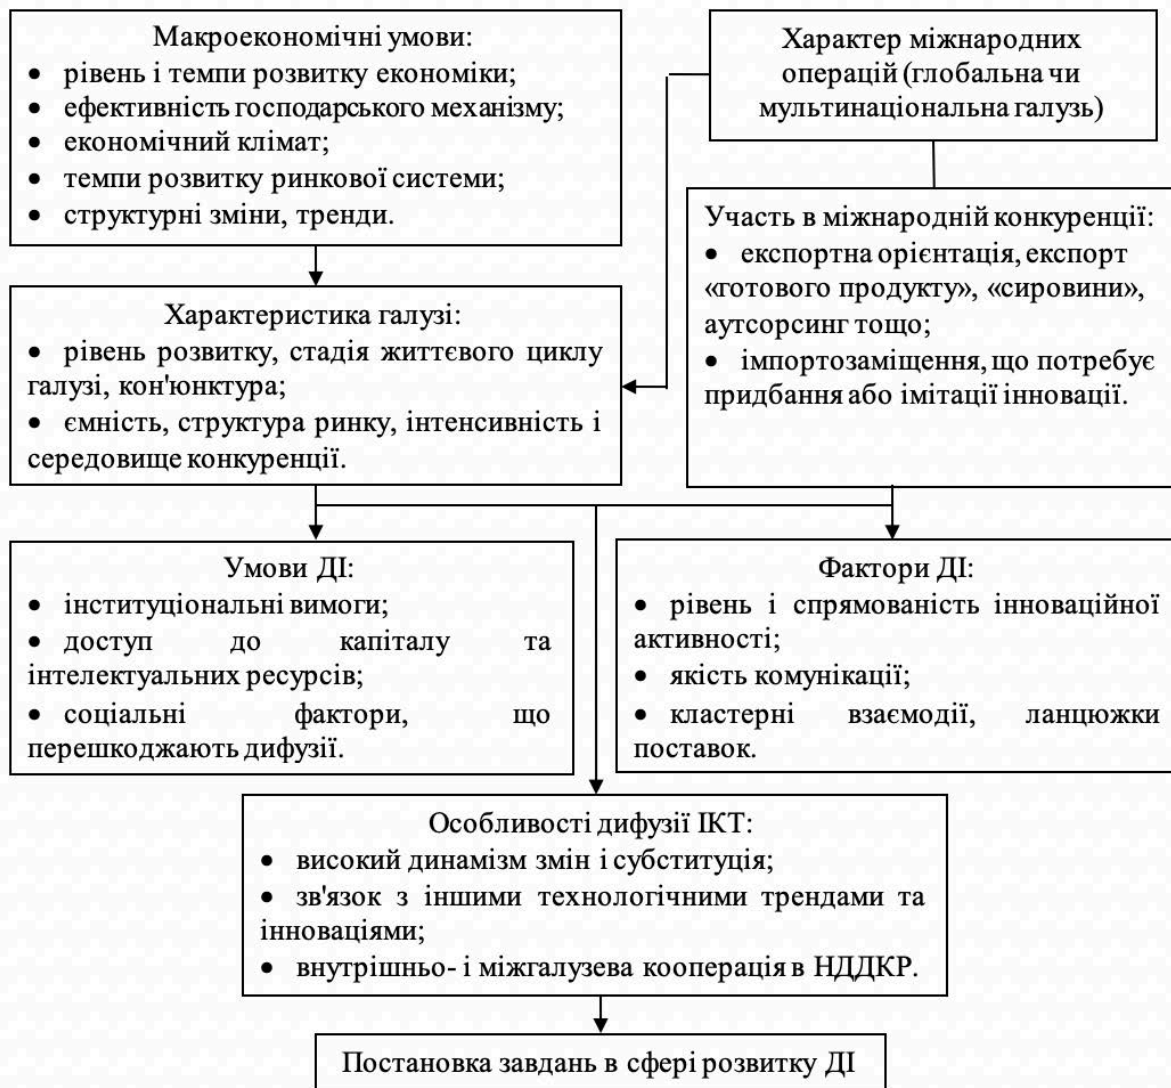 Макроекономічні умови:
• рівень і темпи розвитку економіки;
• ефективність господарського механізму;
• економічний клімат;
• темпи розвитку ринкової системи;
• структурні зміни, тренди.
Характер міжнародних
операцій (глобальна чи
мультинаціональна галузь)
Участь в міжнародній конкуренції:
• експортна орієнтація, експорт
«готового продукту», «сировини»,
аутсорсинг тощо;
• імпортозаміщення, що потребує
придбання або імітації інновації.
Характеристика галузі:
• рівень розвитку, стадія життєвого циклу
галузі, кон'юнктура;
• ємність, структура ринку, інтенсивність і
середовище конкуренції.
Умови ДІ:
• інституціональні вимоги;
• доступ до капіталу та
інтелектуальних ресурсів;
• соціальні фактори, що
перешкоджають дифузії.
Фактори ДІ:
• рівень і спрямованість інноваційної
активності;
• якість комунікації;
• кластерні взаємодії, ланцюжки
поставок.
Особливості дифузії ІКТ:
• високий динамізм змін і субституція;
• зв'язок з іншими технологічними трендами та
інноваціями;
• внутрішньо- і міжгалузева кооперація в НДДКР.
Постановка завдань в сфері розвитку ДІ